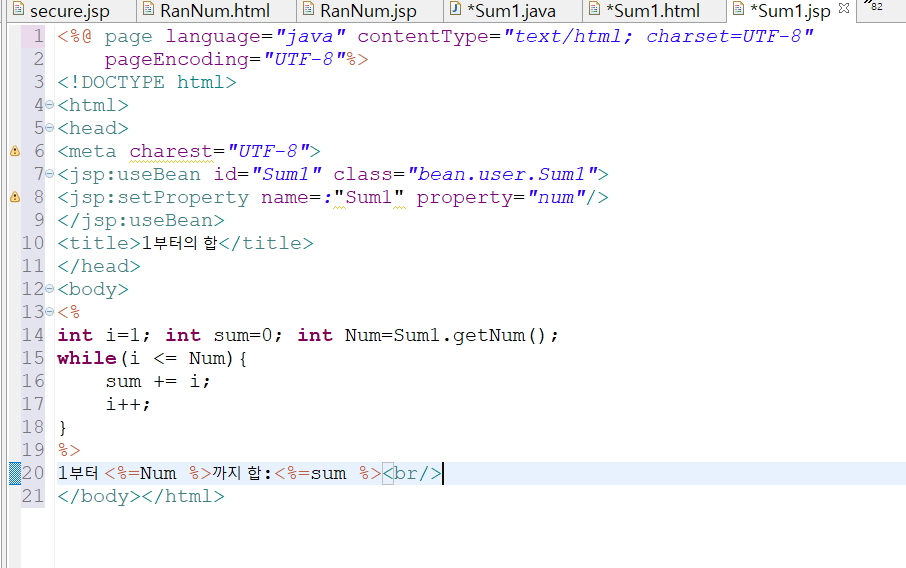 secure.jsp RanNum.html RanNum.jsp *Sum1.java *Sum1.html *Sum1.jsp 82
1 <%@ page language="java" contentType="text/html; charset=UTF-8"
2 pageEncoding="UTF-8"%>
3 <!DOCTYPE html>
4 <html>
5 <head>
6 <meta charest="UTF-8">
7 <jsp:useBean id="Sum1" class="bean.user.Sum1">
8 <jsp:setProperty name=:"Sum1" property="num"/>
9 </jsp:useBean>
10 <title>1부터의 합</title>
11 </head>
12 <body>
13 <%
14 int i=1; int sum=0; int Num=Sum1.getNum();
15 while(i <= Num){
16 sum += i;
17 i++;
18 }
19 %>
20 1부터 <%=Num %>까지 합:<%=sum %><br/>
21 </body></html>